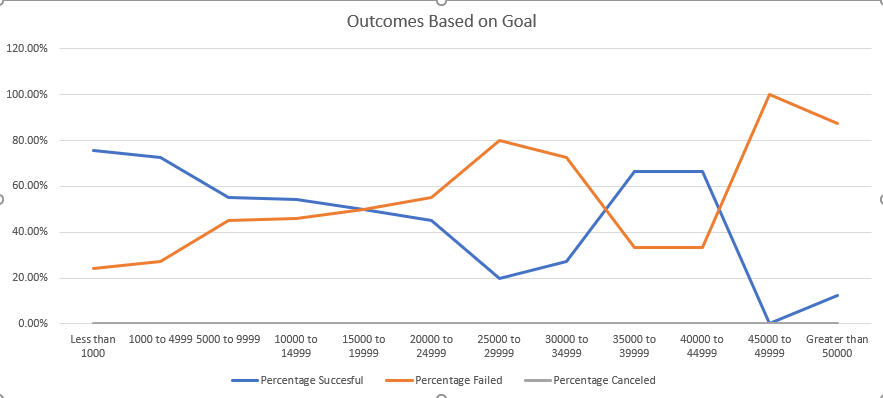 Outcomes Based on Goal
120.00%
100.00%
80.00%
60.00%
40.00%
20.00%
0.00%
Less than
1000
1000 to 4999
5000 to 9999
10000 to
14999
15000 to
19999
20000 to
24999
25000 to
29999
30000 to
34999
35000 to
39999
40000 to
44999
450000 to
49999
Greater than
50000
Percentage Succesful
Percentage Failed
Percentage Canceled